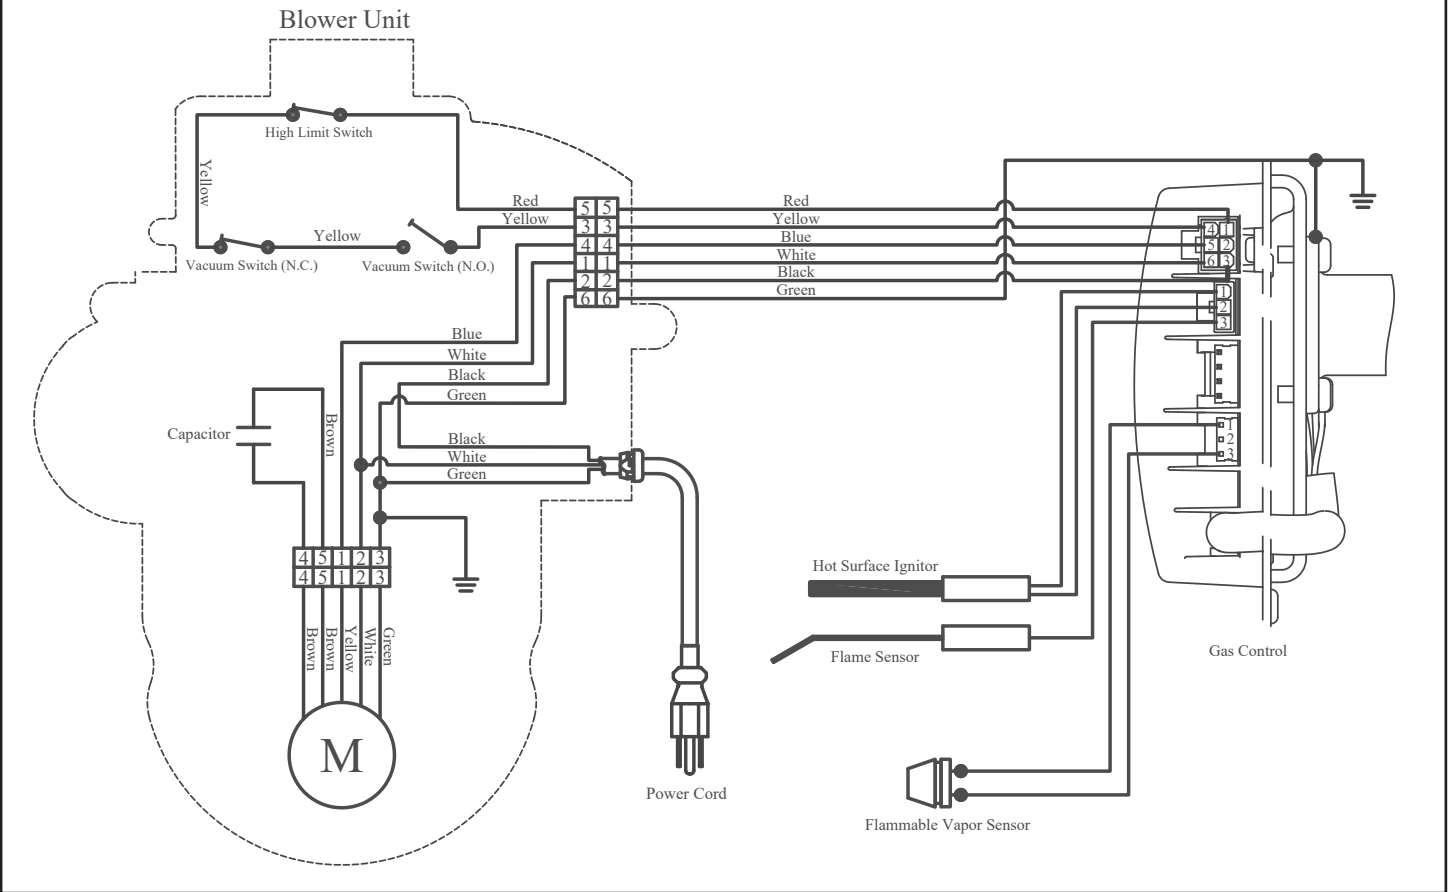 Blower Unit
High Limit Switch
Yellow
Yellow
Vacuum Switch (N.C.)
Vacuum Switch (N.O.)
Red
Yellow
5 5
3 3
4 4
1 1
2 2
6 6
Red
Yellow
Blue
White
Black
Green
4 1
5 2
6 3
1
2
3
1
2
3
Blue
White
Black
Green
Capacitor
Brown
Black
White
Green
4 5 1 2 3
4 5 1 2 3
Brown
Brown
Yellow
White
Green
M
Power Cord
Hot Surface Ignitor
Flame Sensor
Gas Control
Flammable Vapor Sensor